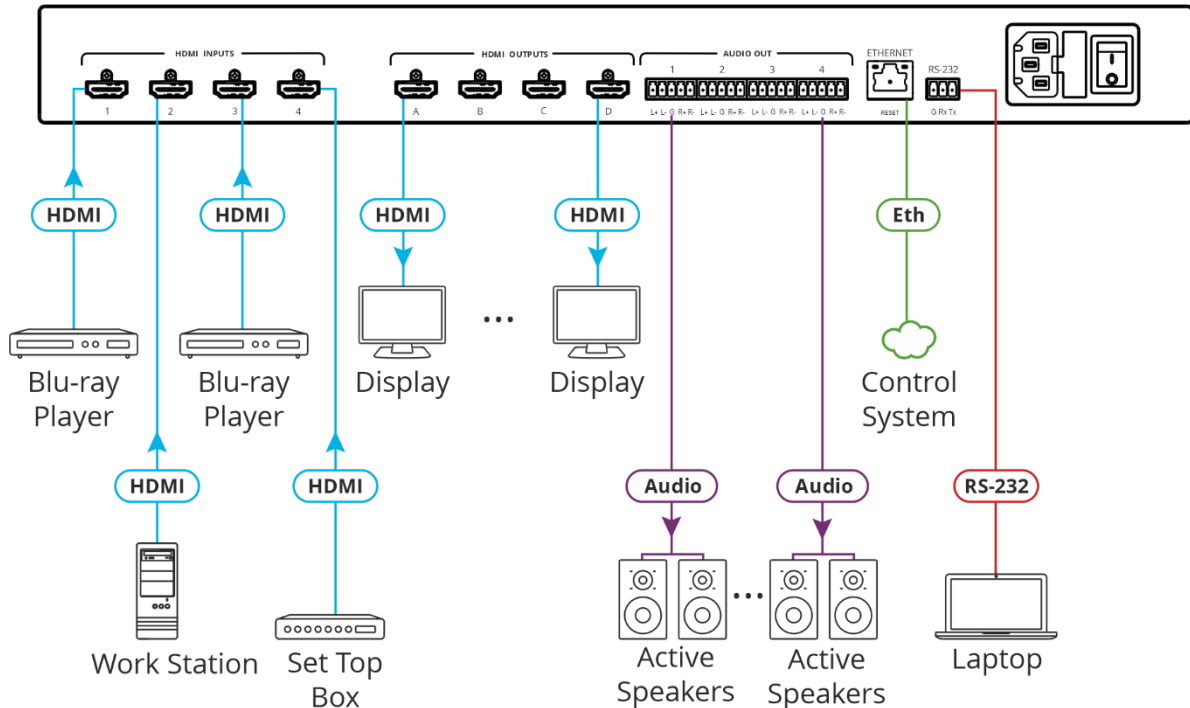 HDMI INPUTS
HDMI OUTPUTS
AUDIO OUT
ETHERNET
RS-232
1 2 3 4
1 2 3 4
A B C D
L+ L- G R+ R- L+ L- G R+ R- L+ L- G R+ R- L+ L- G R+ R-
RESET
G Rx Tx
HDMI
HDMI
HDMI
HDMI
Eth
Blu-ray
Player
Blu-ray
Player
Display
...
Display
Control
System
HDMI
HDMI
Audio
Audio
RS-232
...
Work Station
Set Top
Box
Active
Speakers
Active
Speakers
Laptop